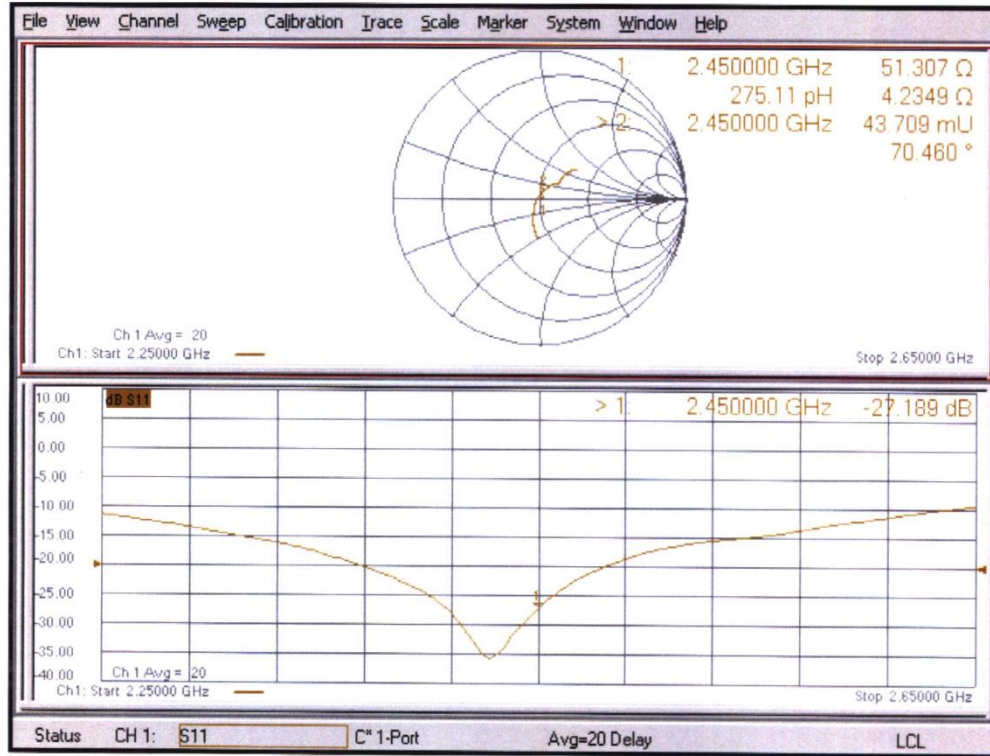 File View Channel Sweep Calibration Trace Scale Marker System Window Help
1: 2.450000 GHz 51.307 Ω
275.11 pH 4.2349 Ω
> 2: 2.450000 GHz 43.709 mU
70.460 °
Ch 1 Avg = 20
Ch1: Start 2.25000 GHz
Stop 2.65000 GHz
10.00
dB S11
> 1: 2.450000 GHz -27.189 dB
5.00
0.00
-5.00
-10.00
-15.00
-20.00
-25.00
1
-30.00
-35.00
-40.00
Ch 1 Avg = 20
Ch1: Start 2.25000 GHz
Stop 2.65000 GHz
Status CH 1: S11 C* 1-Port Avg=20 Delay LCL